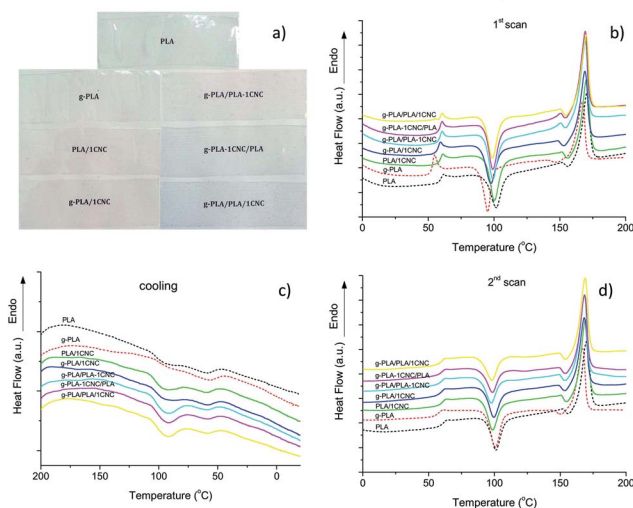 PLA
a)
g-PLA
g-PLA/PLA-1CNC
PLA/1CNC
g-PLA-1CNC/PLA
g-PLA/1CNC
g-PLA/PLA/1CNC
1st scan
b)
Endo
Heat Flow (a.u.)
g-PLA/PLA/1CNC
g-PLA-1CNC/PLA
g-PLA/PLA-1CNC
g-PLA/1CNC
PLA/1CNC
g-PLA
PLA
0 50 100 150 200
Temperature (°C)
cooling
c)
Endo
Heat Flow (a.u.)
PLA
g-PLA
PLA/1CNC
g-PLA/1CNC
g-PLA/PLA-1CNC
g-PLA-1CNC/PLA
g-PLA/PLA/1CNC
200 150 100 50 0
Temperature (°C)
2nd scan
d)
Endo
Heat Flow (a.u.)
g-PLA/PLA/1CNC
g-PLA-1CNC/PLA
g-PLA/PLA-1CNC
g-PLA/1CNC
PLA/1CNC
g-PLA
PLA
0 50 100 150 200
Temperature (°C)